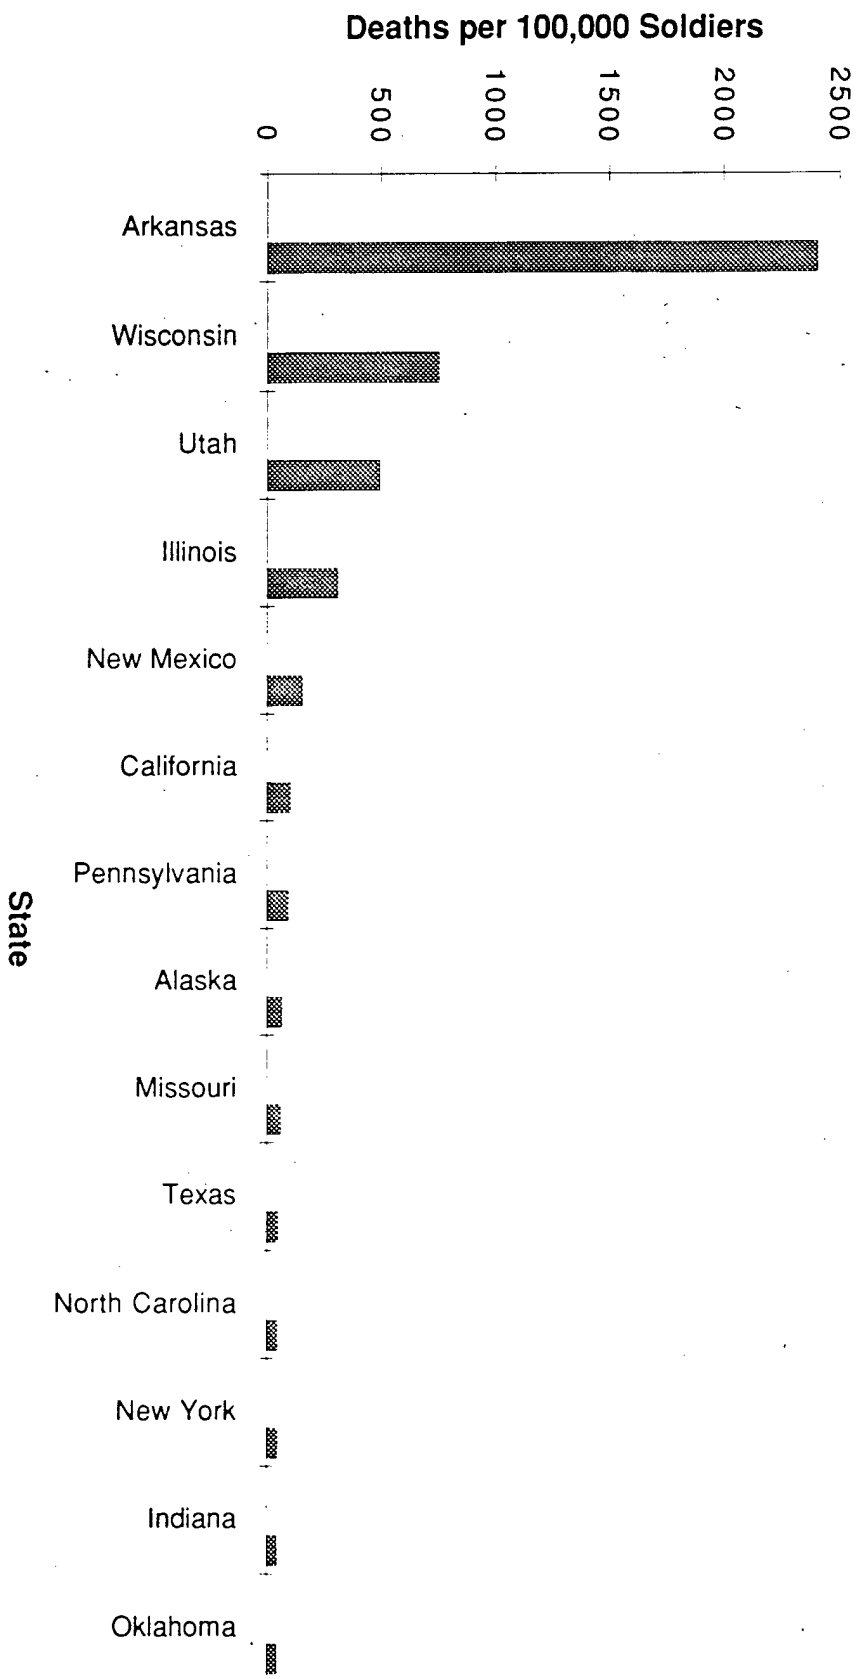 Deaths per 100,000 Soldiers
2500
2000
1500
1000
500
0
Arkansas
Wisconsin
Utah
Illinois
New Mexico
California
Pennsylvania
Alaska
Missouri
Texas
North Carolina
New York
Indiana
Oklahoma
State